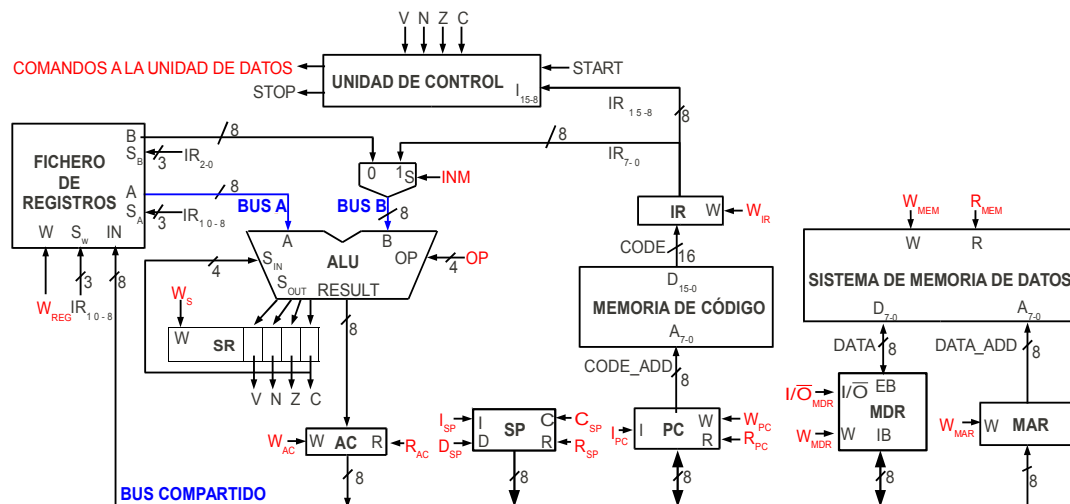 V N Z C
COMANDOS A LA UNIDAD DE DATOS
UNIDAD DE CONTROL
START
STOP
I15-8
IR15-8
8
B
8
8
SB
3
IR2-0
FICHERO
DE
REGISTROS
0 1 S
INM
IR7-0
A
8
BUS A
BUS B
8
SA
3
IR10-8
IR W
WIR
WMEM
RMEM
W SW IN
A
B
CODE
16
W
R
4
SIN
ALU
OP
4
OP
3
8
SOUT
RESULT
D15-0
SISTEMA DE MEMORIA DE DATOS
WREG
IR10-8
WS
MEMORIA DE CÓDIGO
D7-0
A7-0
W
SR
8
A7-0
DATA
8
DATA_ADD
8
CODE_ADD
8
V N Z C
I/OMDR
I/O EB
MDR
ISP
I C
CSP
SP
DSP
D R
RSP
IPC
I
PC
W
WPC
R
RPC
WMDR
W IB
WMAR
W MAR
WAC
W AC R
RAC
8
8
8
8
8
BUS COMPARTIDO